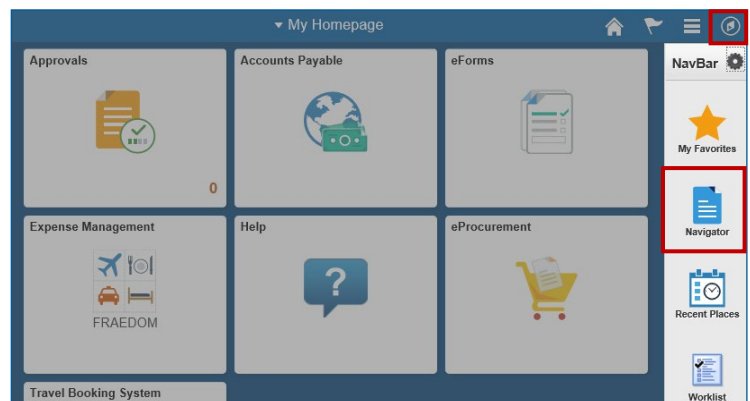 My Homepage
Approvals
0
Accounts Payable
eForms
Expense Management
FRAEDOM
Help
?
eProcurement
Travel Booking System
NavBar
My Favorites
Navigator
Recent Places
Worklist